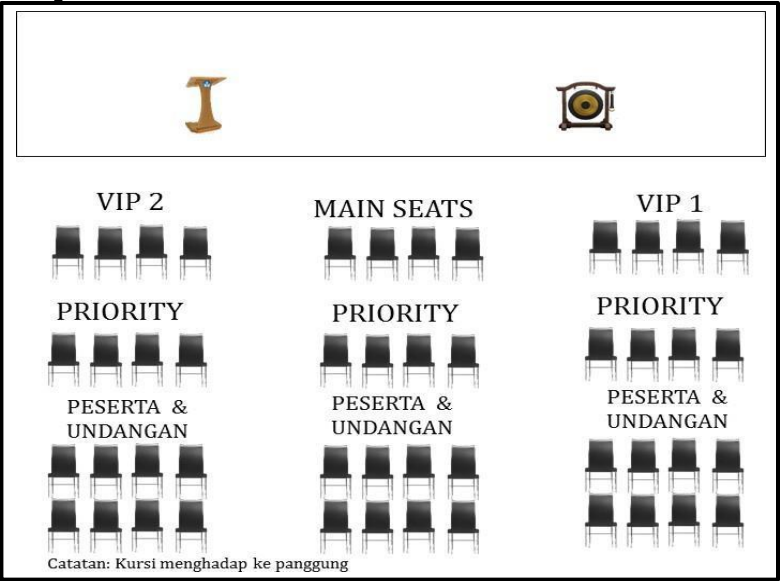 VIP 2
MAIN SEATS
VIP 1
PRIORITY
PRIORITY
PRIORITY
PESERTA & 
UNDANGAN
PESERTA & 
UNDANGAN
PESERTA & 
UNDANGAN
Catatan: Kursi menghadap ke panggung